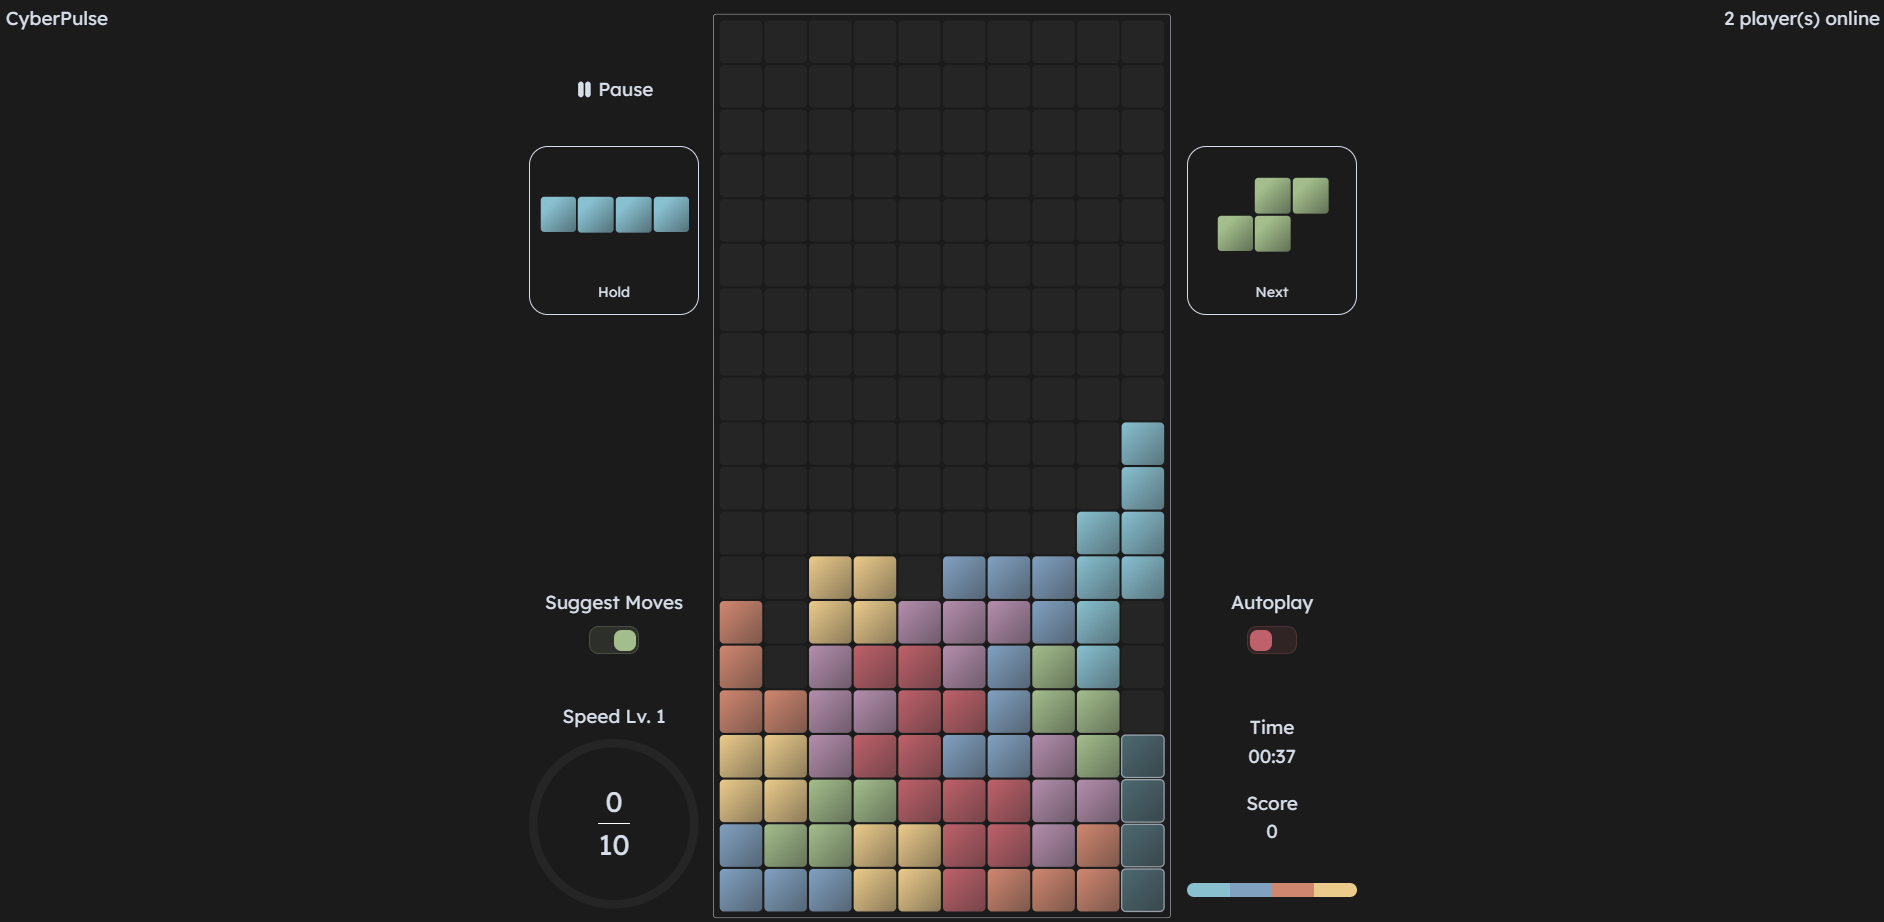 CyberPulse
2 player(s) online
Pause
Hold
Next
Suggest Moves
Autoplay
Speed Lv. 1
0
10
Time
00:37
Score
0